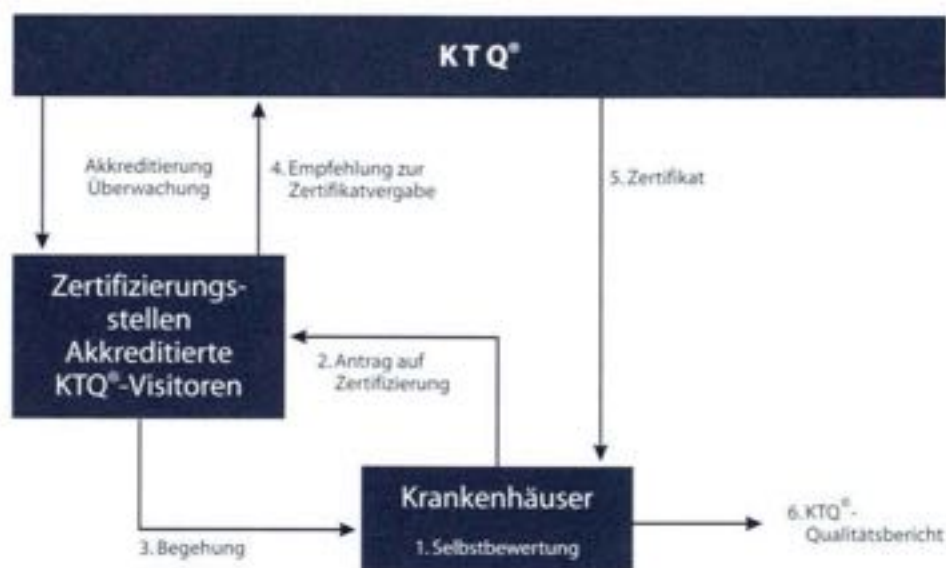 KTQ®
Akkreditierung
Überwachung
4. Empfehlung zur
Zertifikatvergabe
5. Zertifikat
Zertifizierungs-
stellen
Akkreditierte
KTQ®-Visitoren
2. Antrag auf
Zertifizierung
Krankenhäuser
1. Selbstbewertung
3. Begehung
6. KTQ®-
Qualitätsbericht